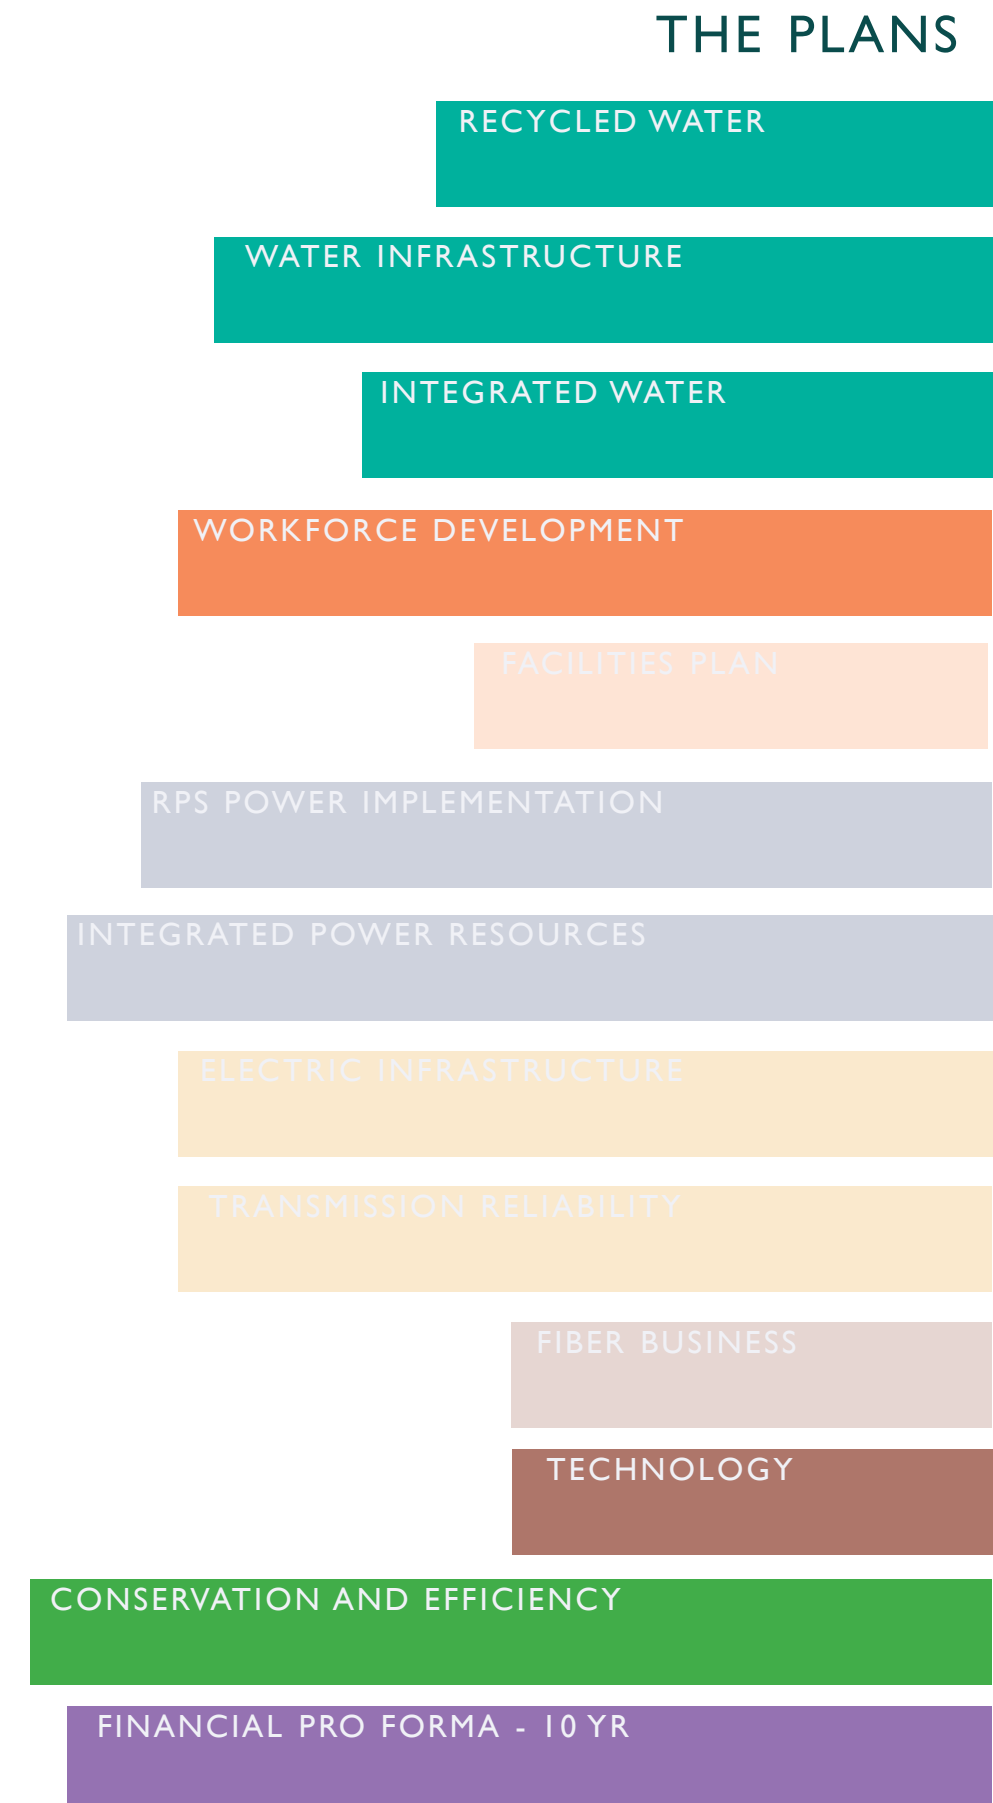 THE PLANS
RECYCLED WATER
WATER INFRASTRUCTURE
INTEGRATED WATER
WORKFORCE DEVELOPMENT
FACILITIES PLAN
RPS POWER IMPLEMENTATION
INTEGRATED POWER RESOURCES
ELECTRIC INFRASTRUCTURE
TRANSMISSION RELIABILITY
FIBER BUSINESS
TECHNOLOGY
CONSERVATION AND EFFICIENCY
FINANCIAL PRO FORMA - 10 YR